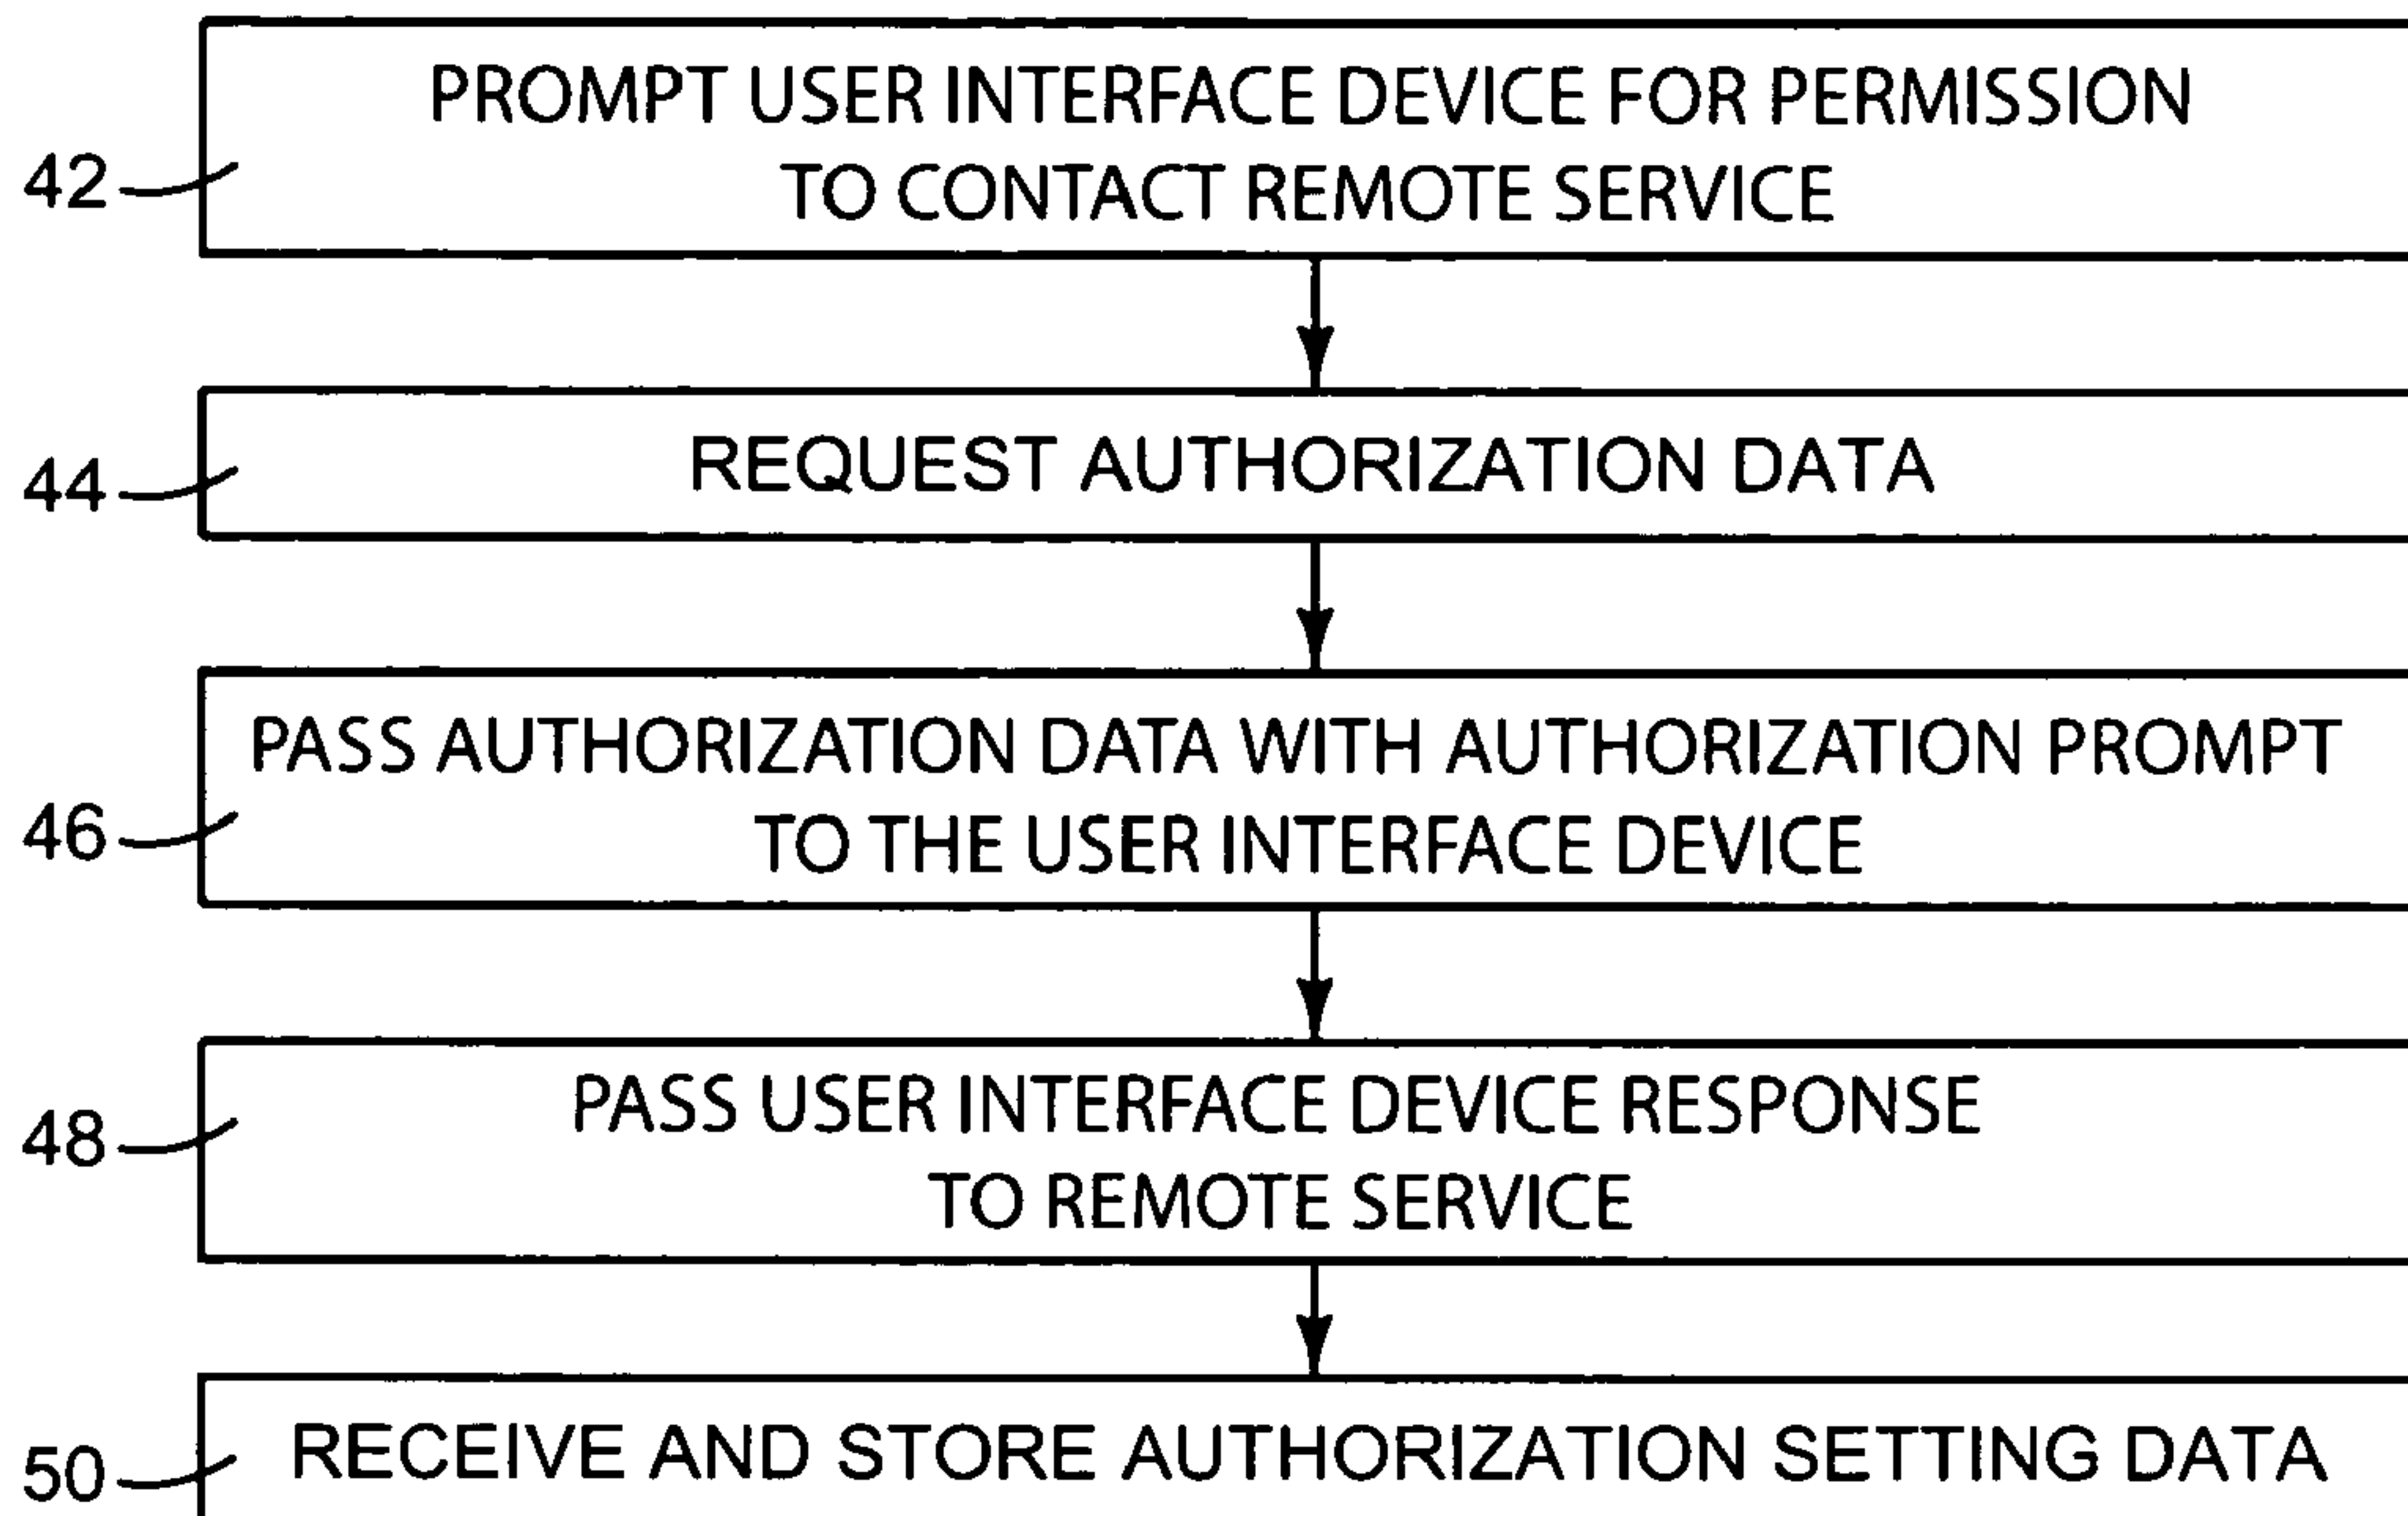 PROMPT USER INTERFACE DEVICE FOR PERMISSION
TO CONTACT REMOTE SERVICE
42
REQUEST AUTHORIZATION DATA
44
PASS AUTHORIZATION DATA WITH AUTHORIZATION PROMPT
TO THE USER INTERFACE DEVICE
46
PASS USER INTERFACE DEVICE RESPONSE
TO REMOTE SERVICE
48
RECEIVE AND STORE AUTHORIZATION SETTING DATA
50